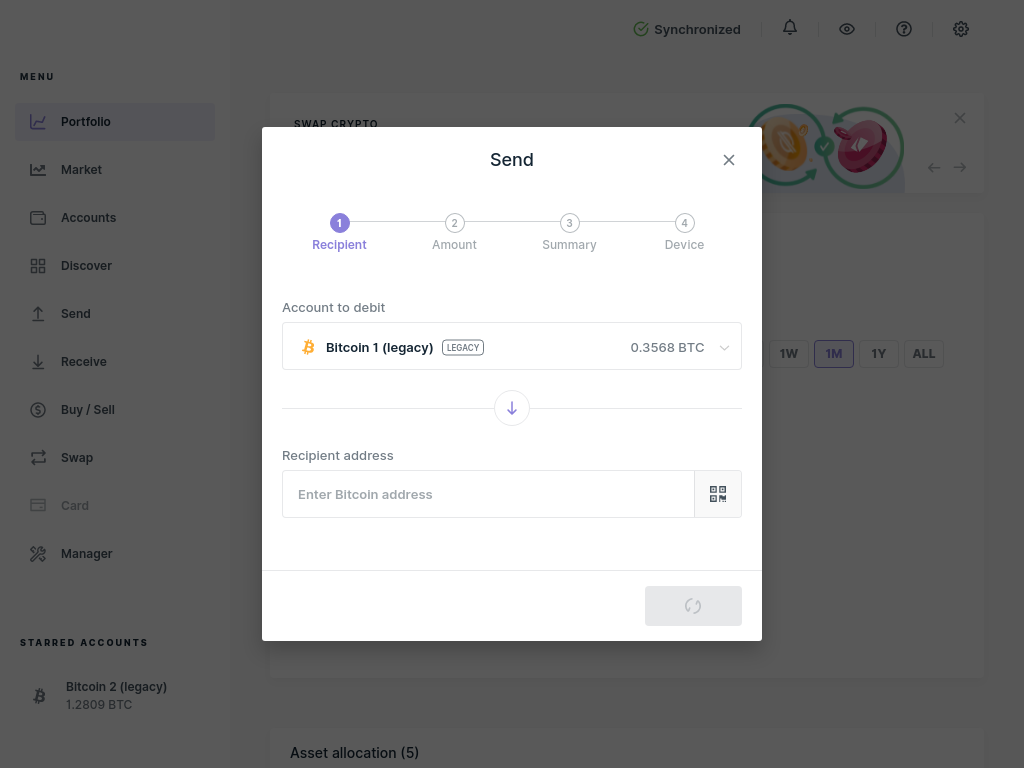 Synchronized
MENU
Portfolio
Market
Accounts
Discover
Send
Receive
Buy / Sell
Swap
Card
Manager
STARRED ACCOUNTS
Bitcoin 2 (legacy)
1.2809 BTC
SWAP CRYPTO
Send
1 2 3 4
Recipient Amount Summary Device
Account to debit
Bitcoin 1 (legacy) LEGACY 0.3568 BTC
Recipient address
Enter Bitcoin address
1W 1M 1Y ALL
Asset allocation (5)